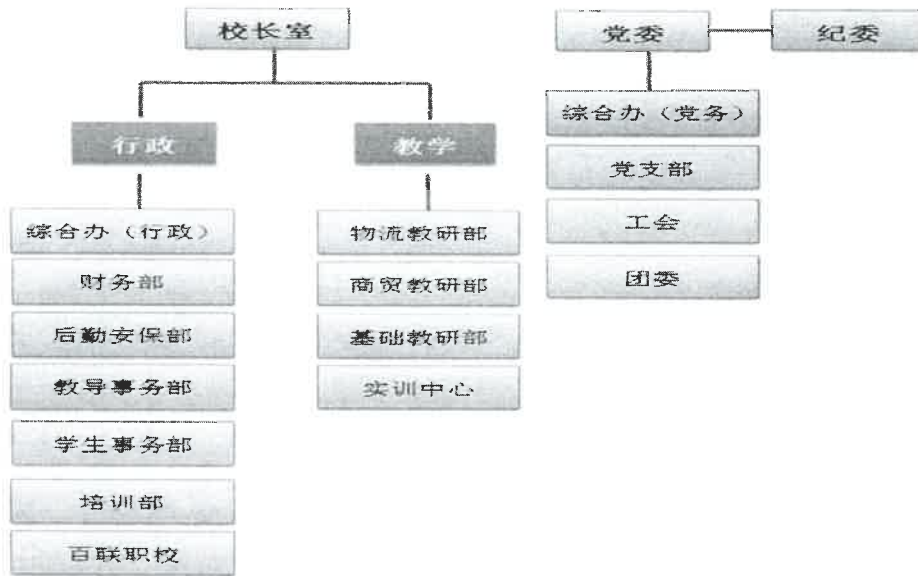 校长室
党委
纪委
行政
教学
综合办（行政）
财务部
后勤安保部
教导事务部
学生事务部
培训部
百联职校
物流教研部
商贸教研部
基础教研部
实训中心
综合办（党务）
党支部
工会
团委